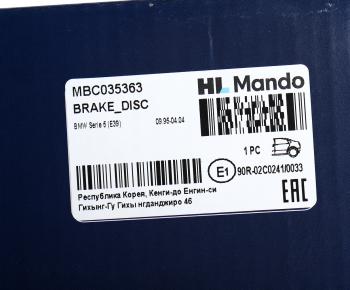 MBC035363
HL Mando
BRAKE_DISC
BMW Serie 5 (E39) 09.95-04.04
1 PC
E1 90R-02C0241/0033
Республика Корея, Кенги-до Енгин-си
Гихынг-Гу Гихы нгданджиро 46
EAC